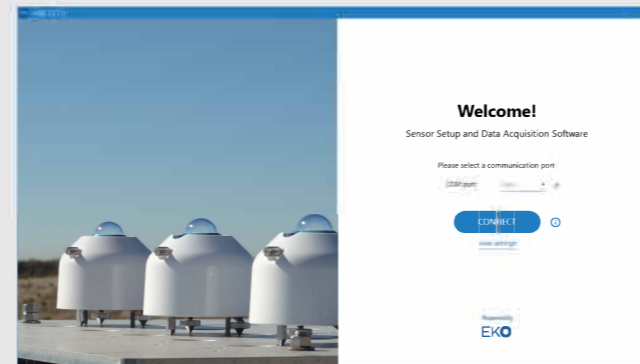 Welcome!
Sensor Setup and Data Acquisition Software
Please select a communication port
COM port:
CONNECT
EKO